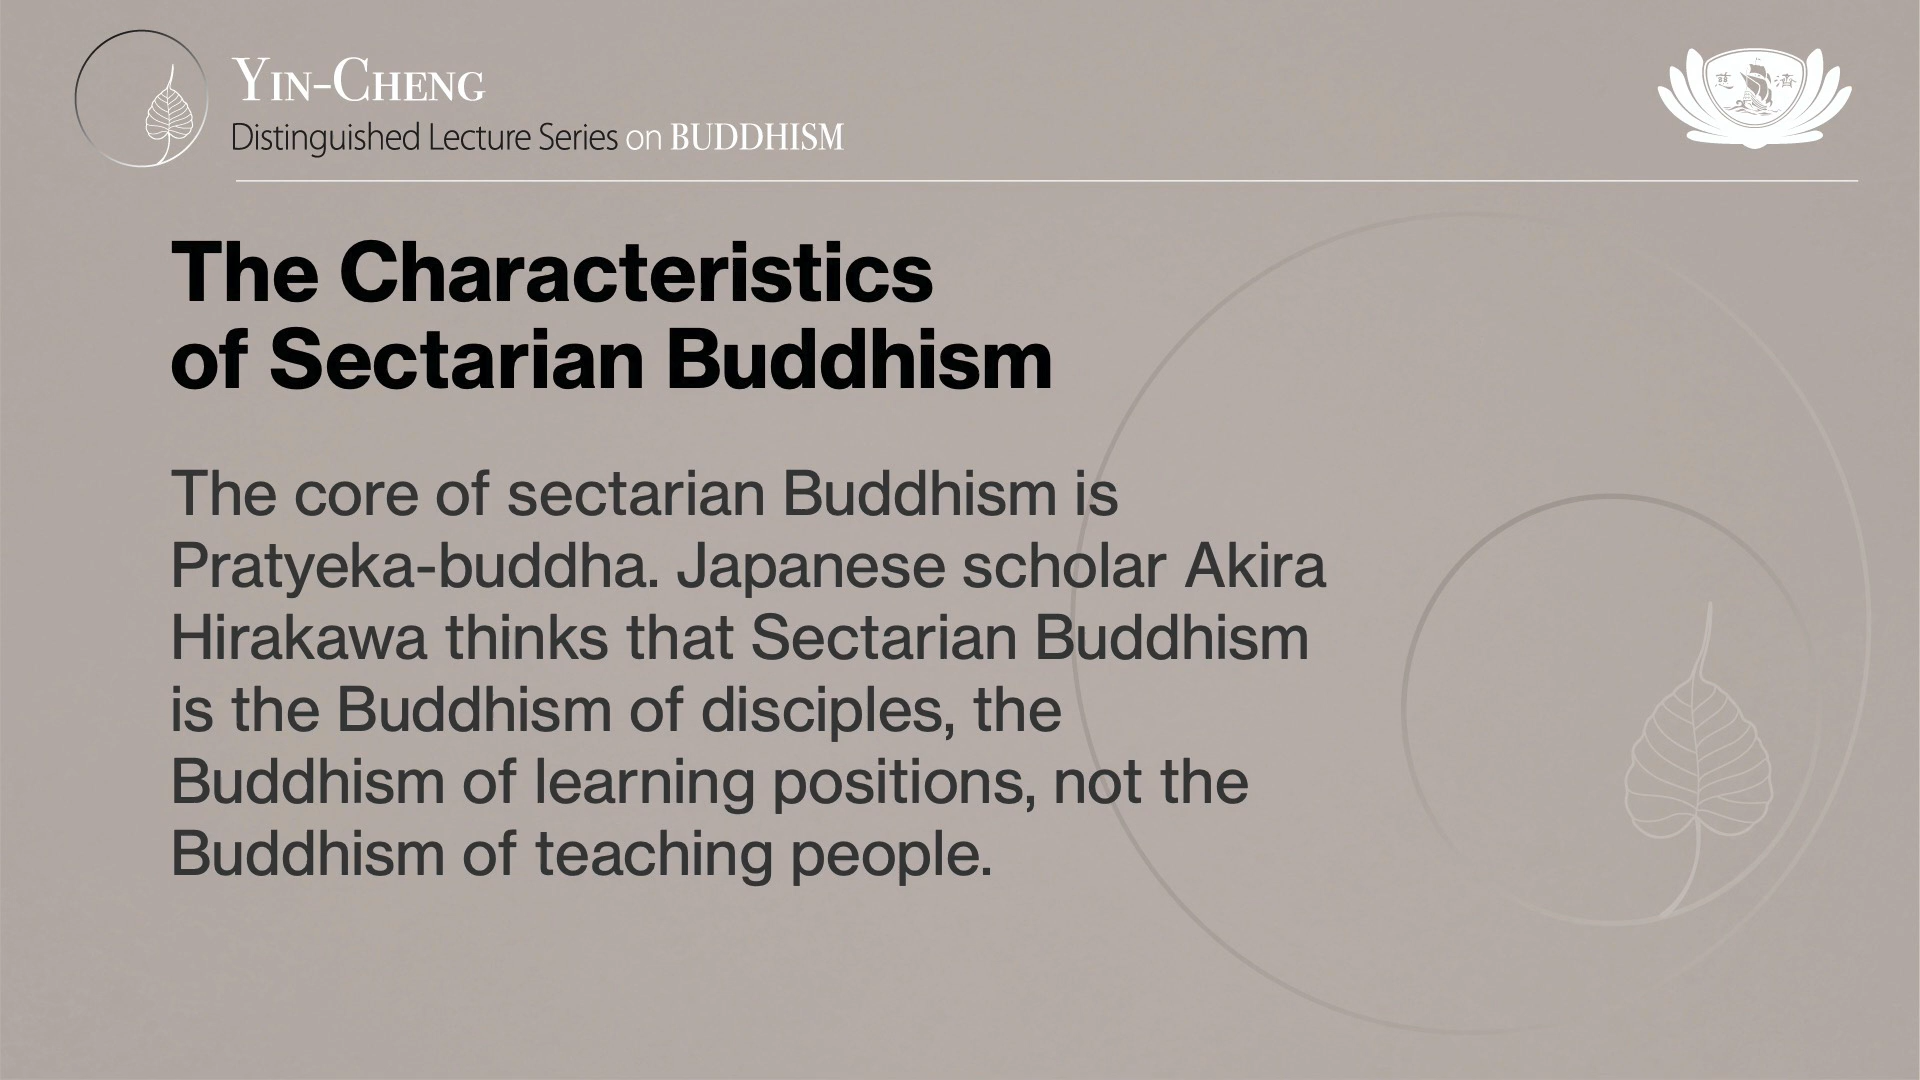 Yin-Cheng
Distinguished Lecture Series on BUDDHISM
慈 濟
The Characteristics
of Sectarian Buddhism
The core of sectarian Buddhism is
Pratyeka-buddha. Japanese scholar Akira
Hirakawa thinks that Sectarian Buddhism
is the Buddhism of disciples, the
Buddhism of learning positions, not the
Buddhism of teaching people.